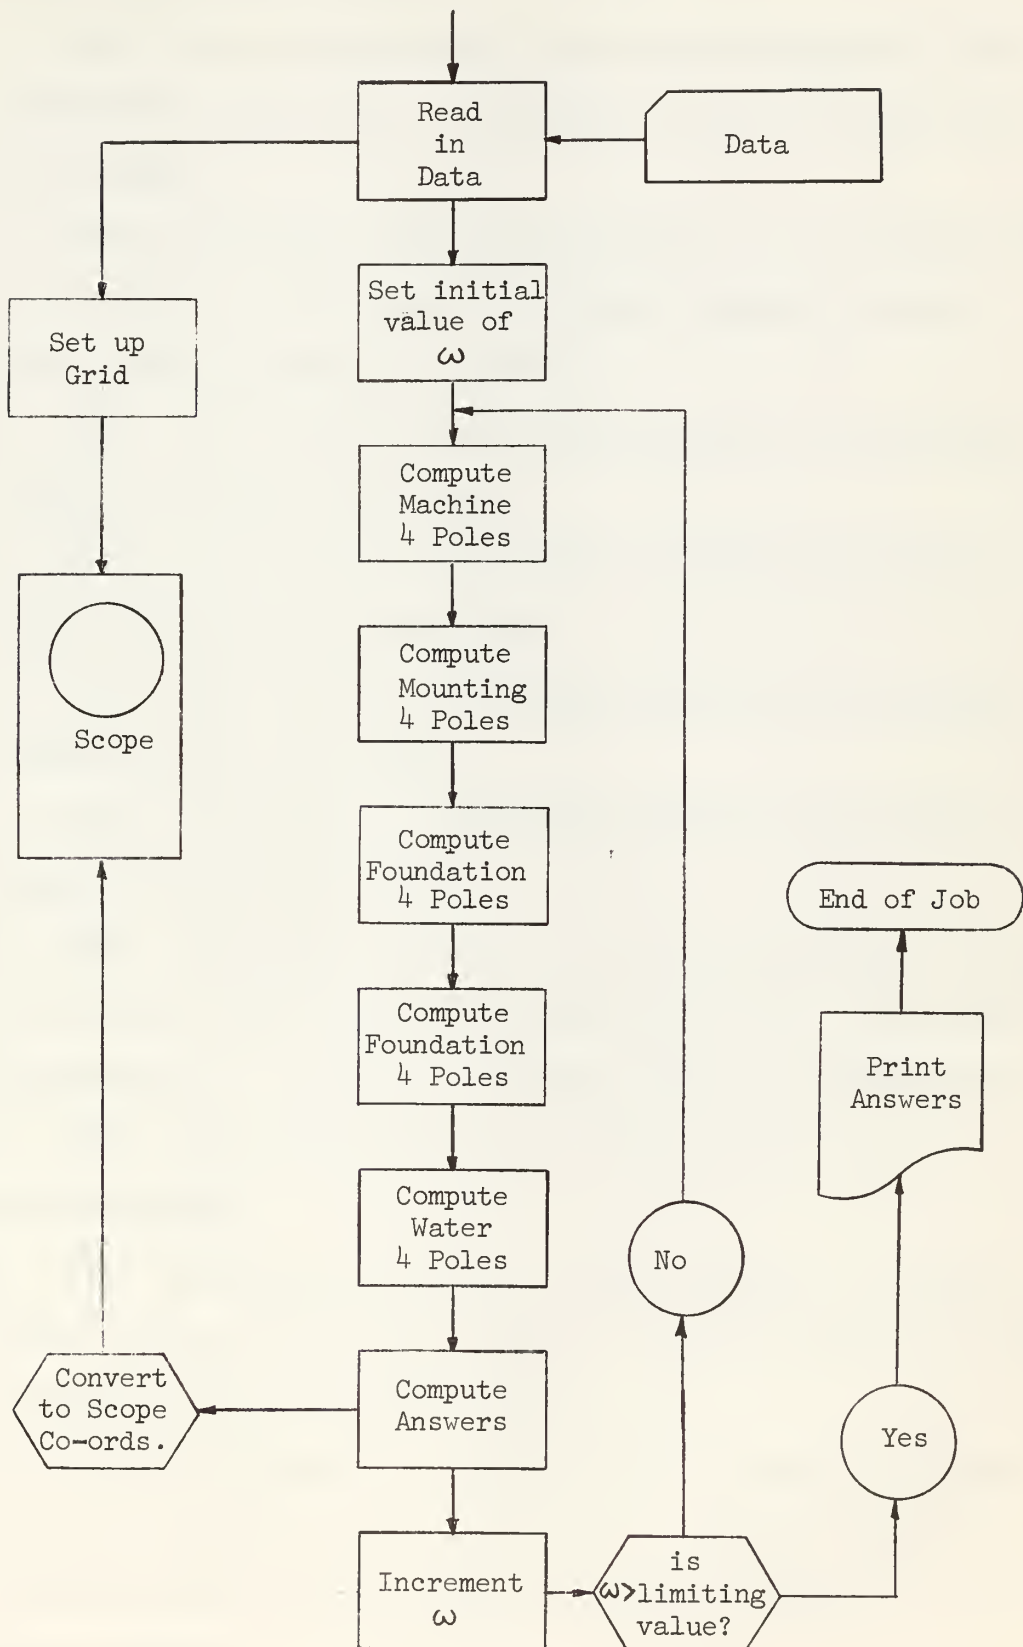 Read
in
Data
Data
Set initial
value of
ω
Set up
Grid
Compute
Machine
4 Poles
Scope
Compute
Mounting
4 Poles
Compute
Foundation
4 Poles
End of Job
Compute
Foundation
4 Poles
Print
Answers
Compute
Water
4 Poles
No
Convert
to Scope
Co-ords.
Compute
Answers
Yes
Increment
ω
is
ω>limiting
value?